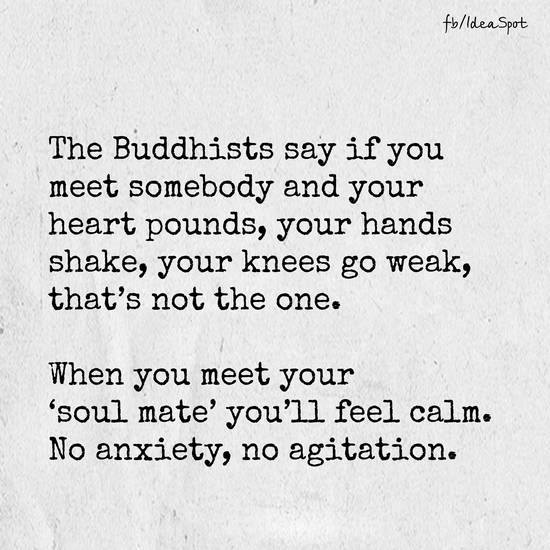 fb/IdeaSpot
The Buddhists say if you
meet somebody and your
heart pounds, your hands
shake, your knees go weak,
that's not the one.
When you meet your
‘soul mate’ you’ll feel calm.
No anxiety, no agitation.